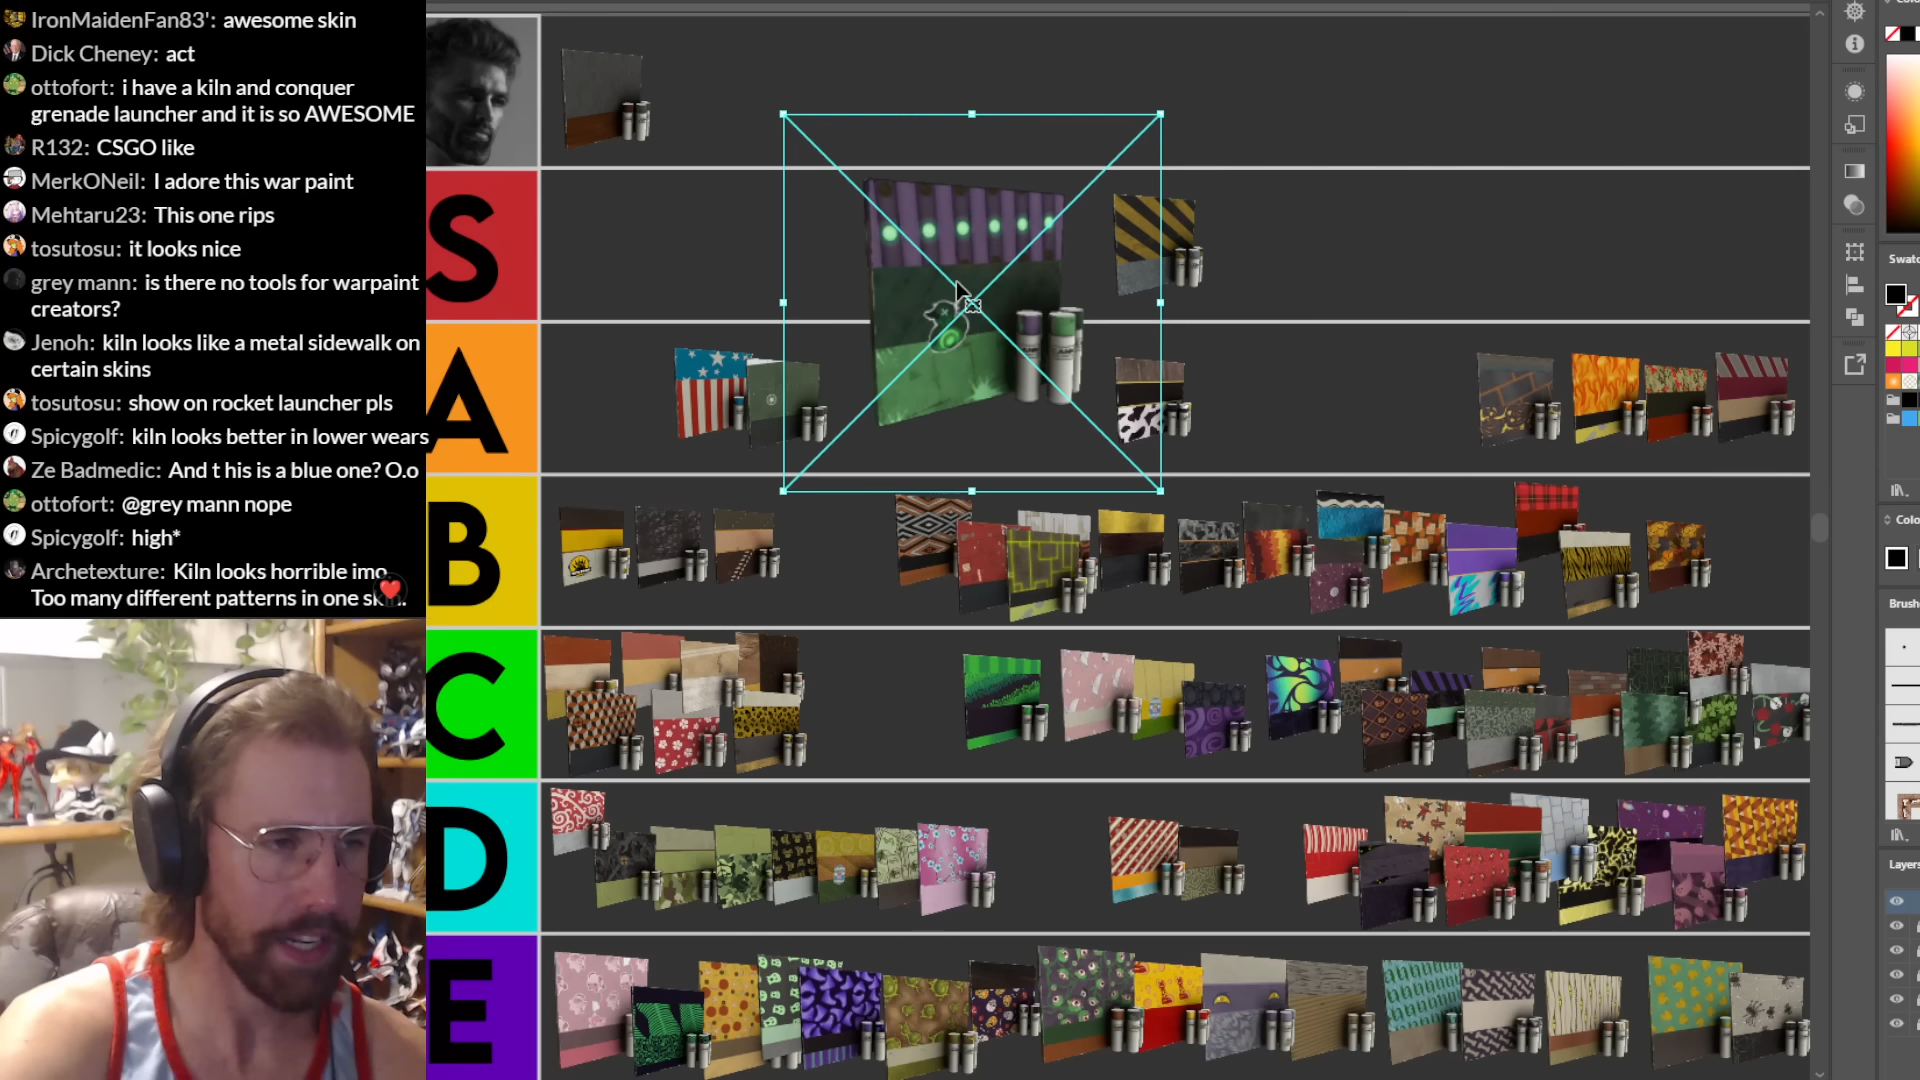 IronMaidenFan83': awesome skin
Dick Cheney: act
ottofort: i have a kiln and conquer
grenade launcher and it is so AWESOME
R132: CSGO like
MerkONeil: I adore this war paint
Mehtaru23: This one rips
tosutosu: it looks nice
grey mann: is there no tools for warpaint
creators?
Jenoh: kiln looks like a metal sidewalk on
certain skins
tosutosu: show on rocket launcher pls
Spicygolf: kiln looks better in lower wears
Ze Badmedic: And t his is a blue one? O.o
ottofort: @grey mann nope
Spicygolf: high*
Archetexture: Kiln looks horrible imo
Too many different patterns in one
S
A
B
C
D
E
Swatc
Colo
Brushe
Layers